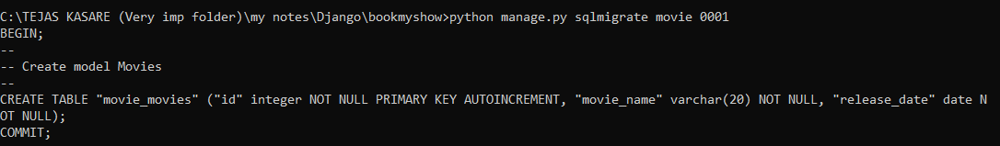 C:\TEJAS KASARE (Very imp folder)\my notes\Django\bookmyshow>python manage.py sqlmigrate movie 0001
BEGIN;
--
-- Create model Movies
--
CREATE TABLE "movie_movies" ("id" integer NOT NULL PRIMARY KEY AUTOINCREMENT, "movie_name" varchar(20) NOT NULL, "release_date" date N
OT NULL);
COMMIT;